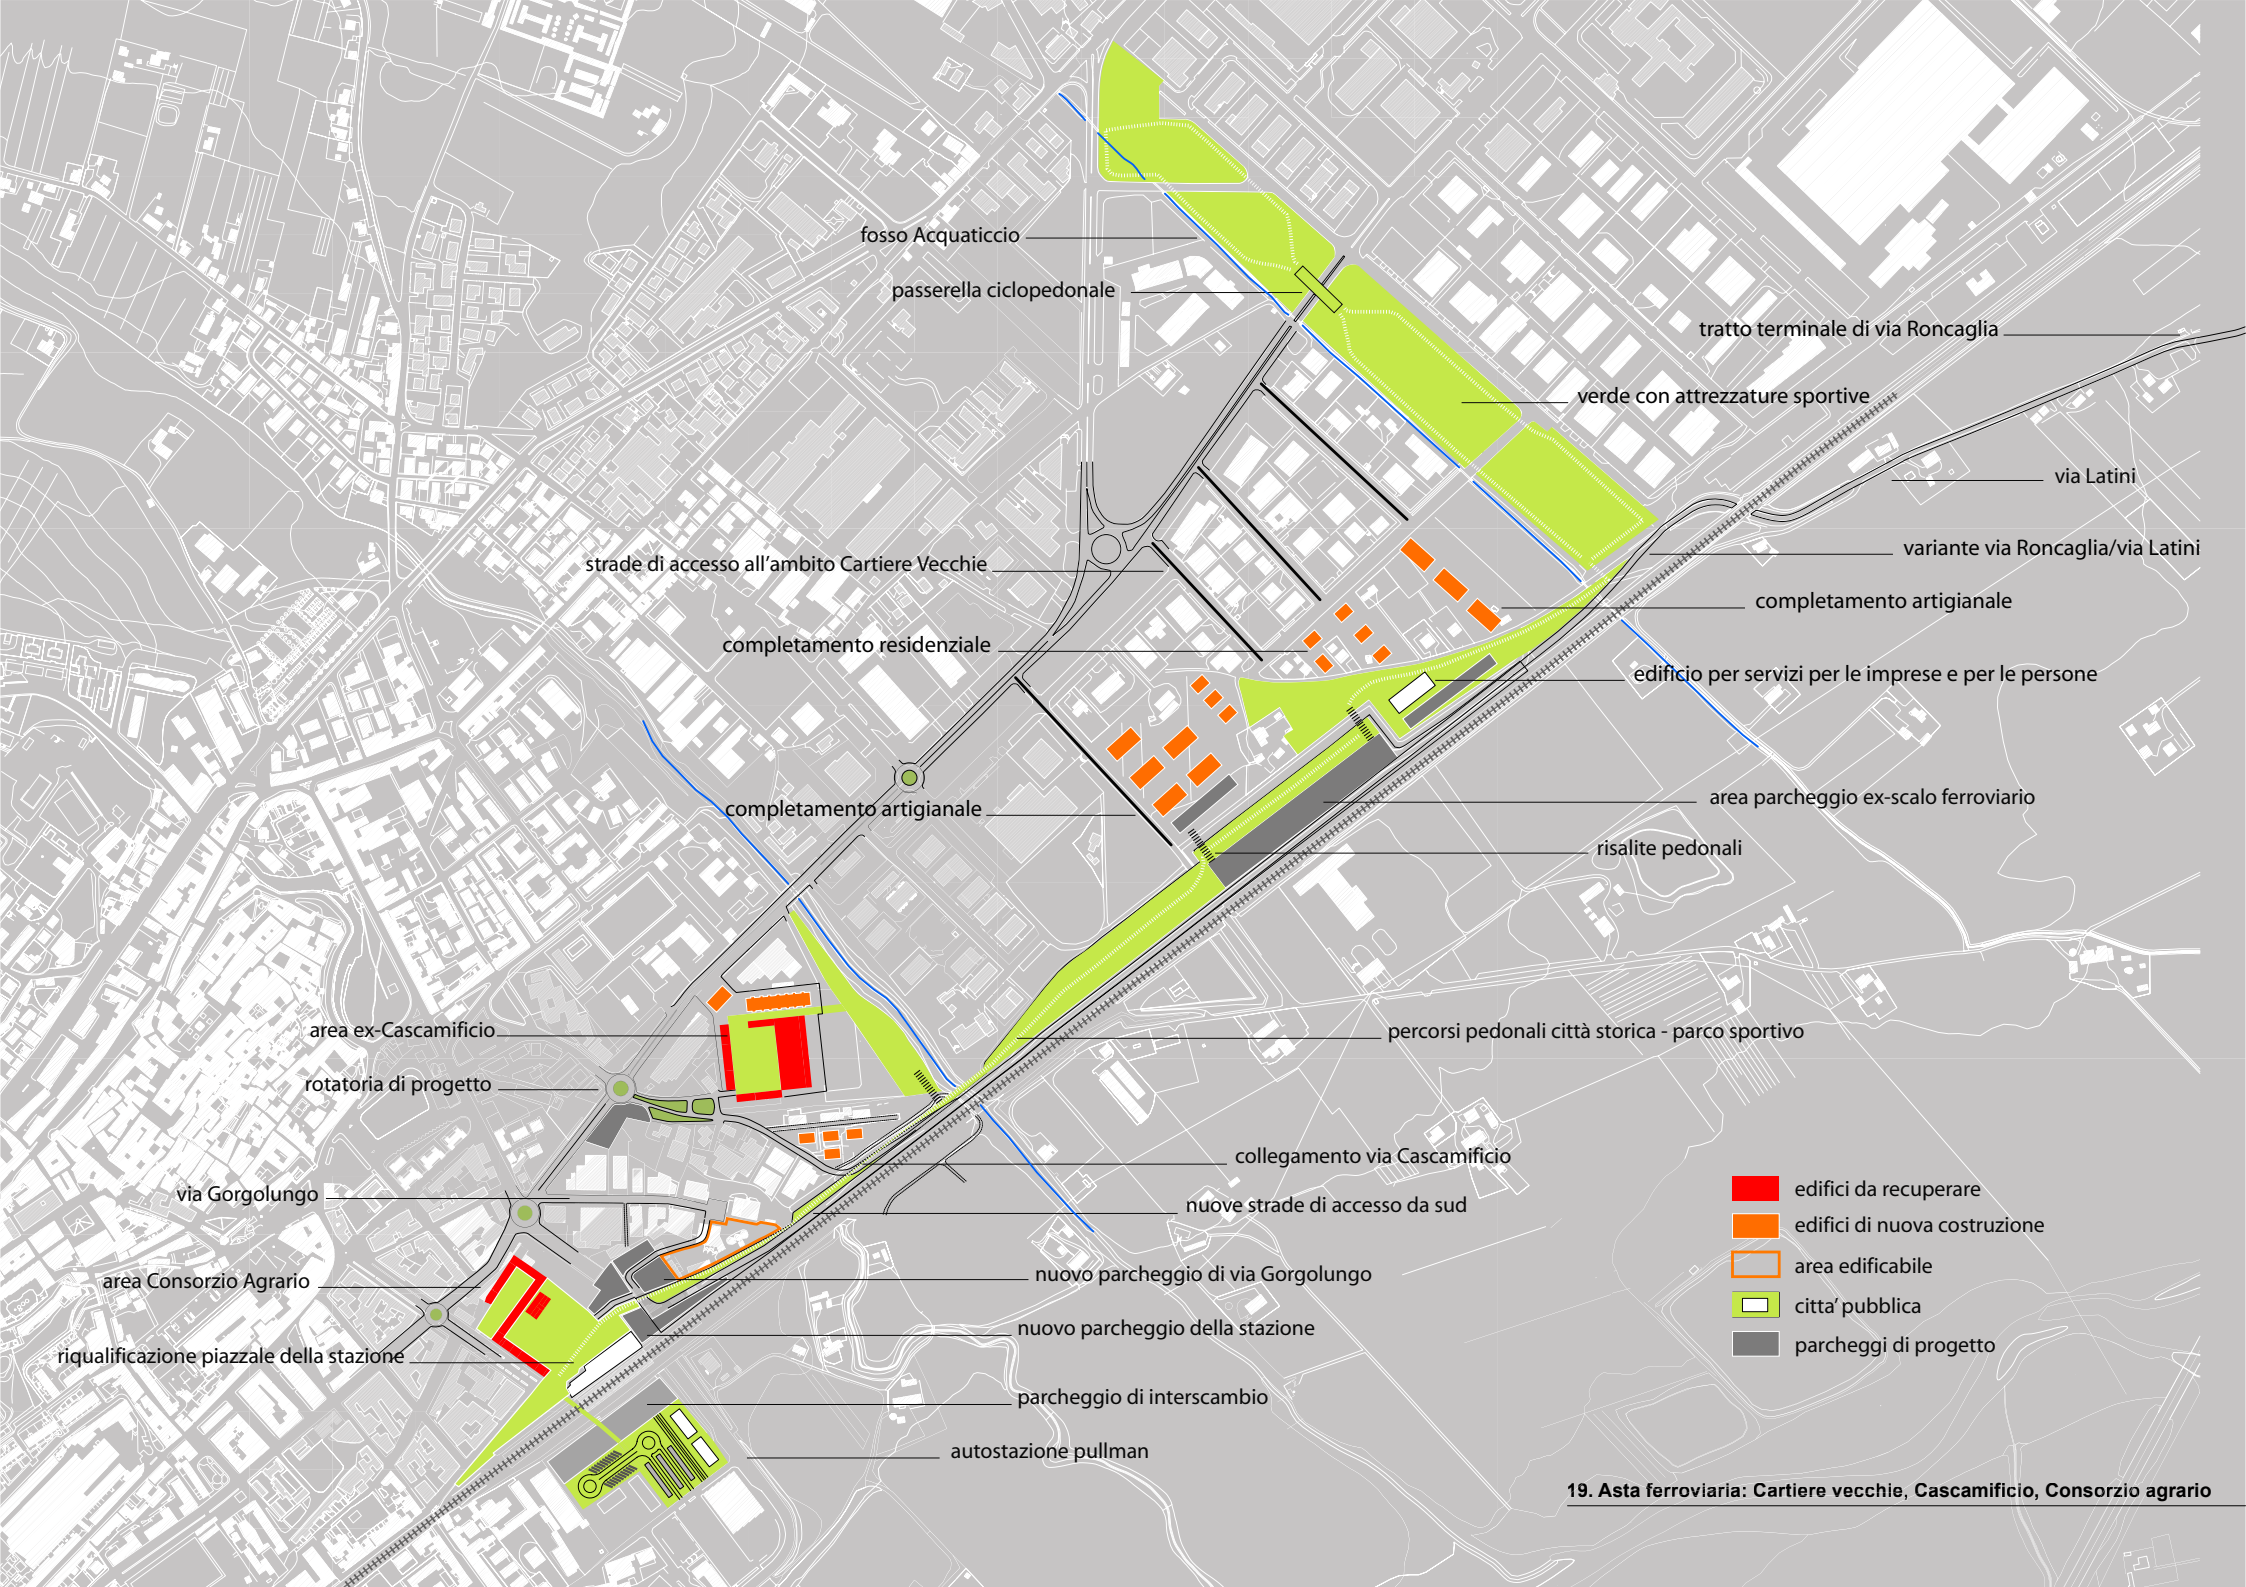 fosso Acquaticcio
passerella ciclopedonale
tratto terminale di via Roncaglia
verde con attrezzature sportive
via Latini
variante via Roncaglia/via Latini
strade di accesso all'ambito Cartiere Vecchie
completamento artigianale
completamento residenziale
edificio per servizi per le imprese e per le persone
area parcheggio ex-scalo ferroviario
completamento artigianale
risalite pedonali
area ex-Cascamificio
percorsi pedonali città storica - parco sportivo
rotatoria di progetto
collegamento via Cascamificio
via Gorgolungo
nuove strade di accesso da sud
area Consorzio Agrario
nuovo parcheggio di via Gorgolungo
nuovo parcheggio della stazione
riqualificazione piazzale della stazione
parcheggio di interscambio
autostazione pullman
edifici da recuperare
edifici di nuova costruzione
area edificabile
citta' pubblica
parcheggi di progetto
19. Asta ferroviaria: Cartiere vecchie, Cascamificio, Consorzio agrario